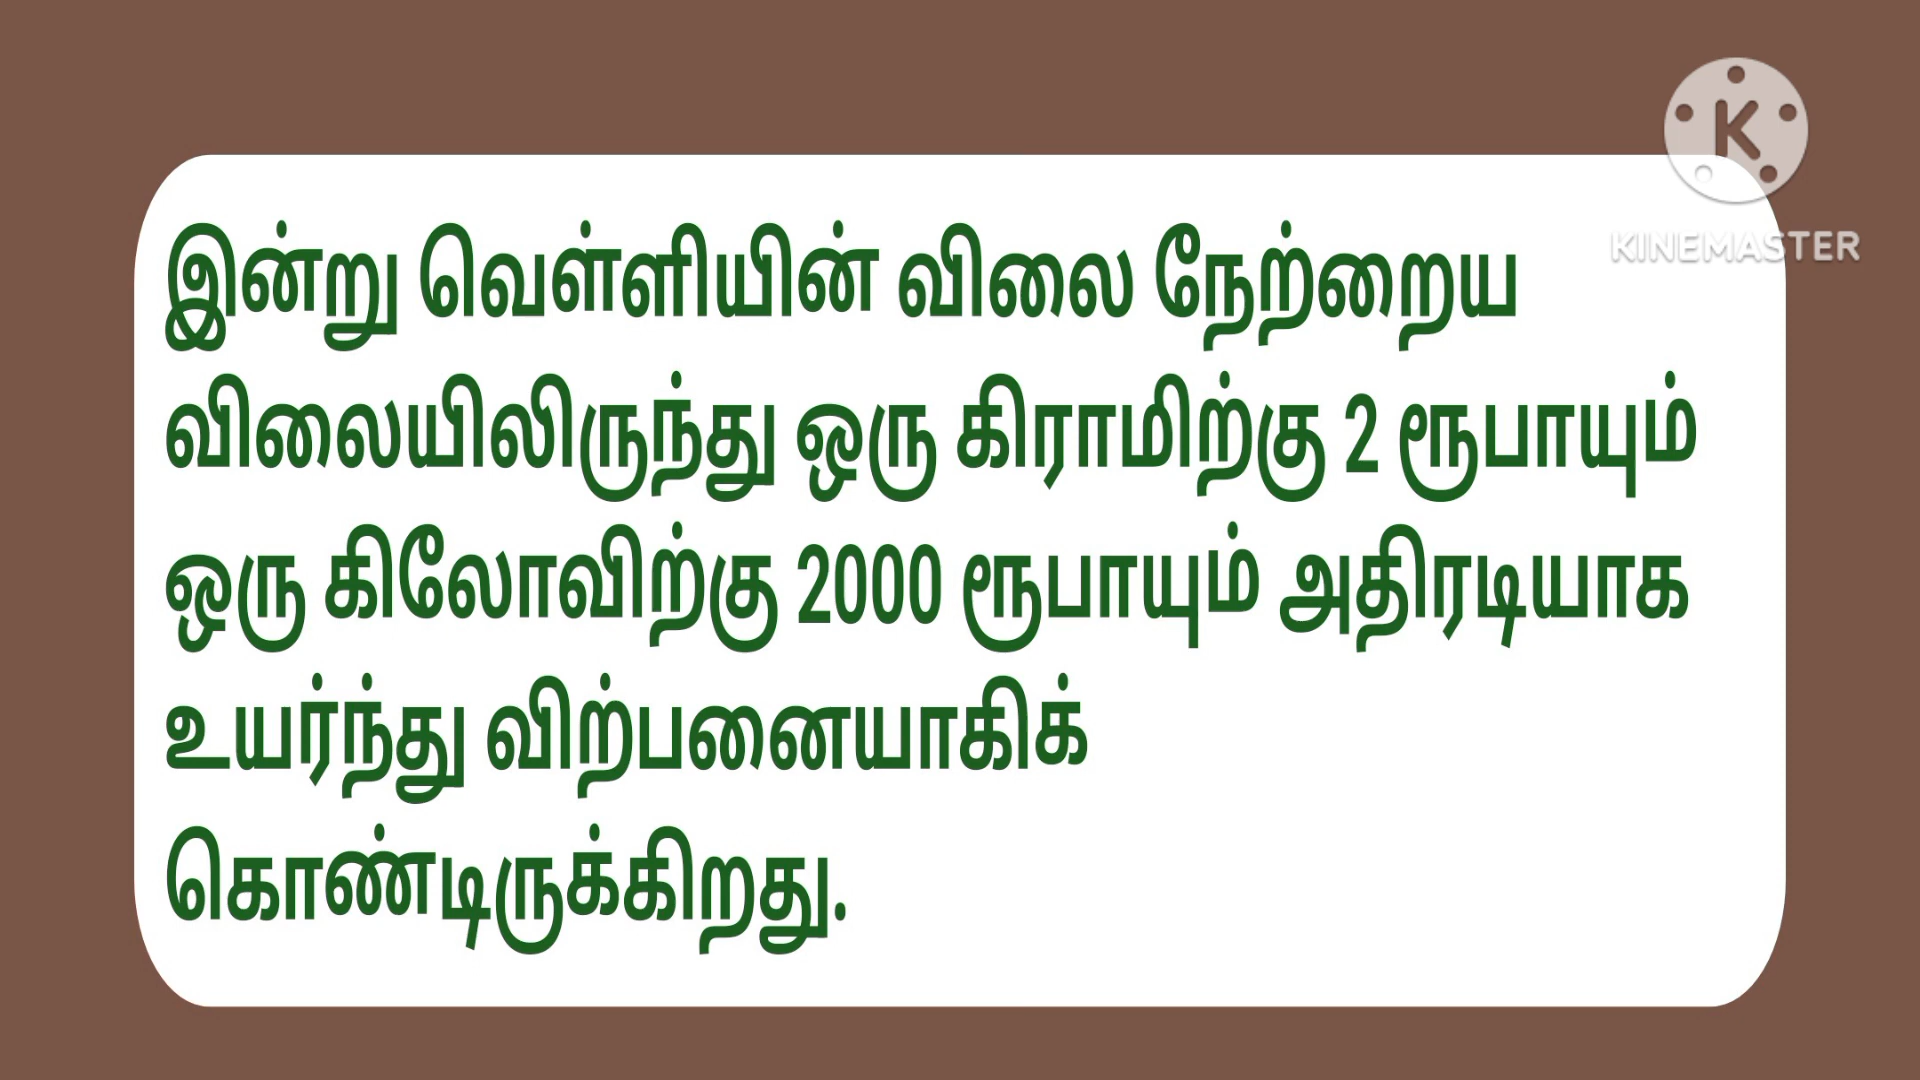 K
KINEMASTER
இன்று வெள்ளியின் விலை நேற்றைய
விலையிலிருந்து ஒரு கிராமிற்கு 2 ரூபாயும்
ஒரு கிலோவிற்கு 2000 ரூபாயும் அதிரடியாக
உயர்ந்து விற்பனையாகிக்
கொண்டிருக்கிறது.